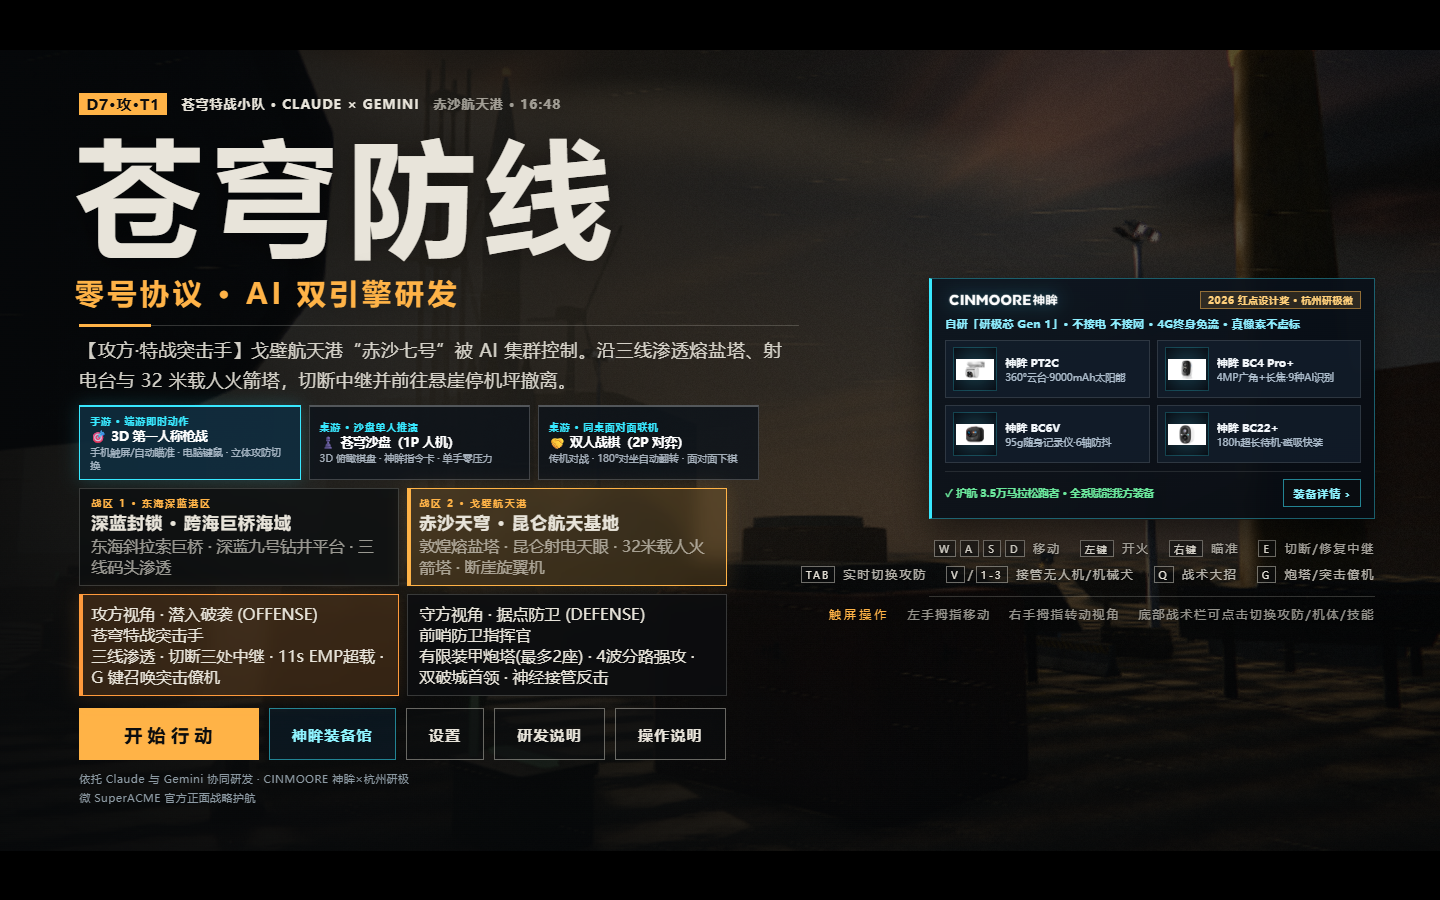 D7•攻•T1 苍穹特战小队 • CLAUDE × GEMINI 赤沙航天港 • 16:48
苍穹防线
零号协议 • AI 双引擎研发
【攻方·特战突击手】戈壁航天港“赤沙七号”被 AI 集群控制。沿三线渗透熔盐塔、射
电台与 32 米载人火箭塔，切断中继并前往悬崖停机坪撤离。
手游 • 端游即时动作
3D 第一人称枪战
手机触屏/自动瞄准 · 电脑键鼠 · 立体攻防切
换
桌游 • 沙盘单人推演
苍穹沙盘（1P 人机）
3D 俯瞰棋盘 · 神眸指令卡 · 单手零压力
桌游 • 同桌面对面联机
双人战棋（2P 对弈）
传机对战 · 180°对坐自动翻转 · 面对面下棋
战区 1 • 东海深蓝港区
深蓝封锁 • 跨海巨桥海域
东海斜拉索巨桥 · 深蓝九号钻井平台 · 三
线码头渗透
战区 2 • 戈壁航天港
赤沙天穹 • 昆仑航天基地
敦煌熔盐塔 · 昆仑射电天眼 · 32米载人火
箭塔 · 断崖旋翼机
攻方视角 · 潜入破袭 (OFFENSE)
苍穹特战突击手
三线渗透 · 切断三处中继 · 11s EMP超载 ·
G 键召唤突击僚机
守方视角 · 据点防卫 (DEFENSE)
前哨防卫指挥官
有限装甲炮塔(最多2座) · 4波分路强攻 ·
双破城首领 · 神经接管反击
开始行动
神眸装备馆
设置
研发说明
操作说明
依托 Claude 与 Gemini 协同研发 · CINMOORE 神眸×杭州研极
微 SuperACME 官方正面战略护航
CINMOORE神眸
2026 红点设计奖 • 杭州研极微
自研「研极芯 Gen 1」• 不接电 不接网 • 4G终身免流 • 真像素不虚标
神眸 PT2C
360°云台·9000mAh太阳能
神眸 BC4 Pro+
4MP广角+长焦·9种AI识别
神眸 BC6V
95g随身记录仪·6轴防抖
神眸 BC22+
180h超长待机·磁吸快装
✓ 护航 3.5万马拉松跑者 • 全系赋能我方装备
装备详情 ›
W A S D 移动 左键 开火 右键 瞄准 E 切断/修复中继
TAB 实时切换攻防 V / 1-3 接管无人机/机械犬 Q 战术大招 G 炮塔/突击僚机
触屏操作 左手拇指移动 右手拇指转动视角 底部战术栏可点击切换攻防/机体/技能